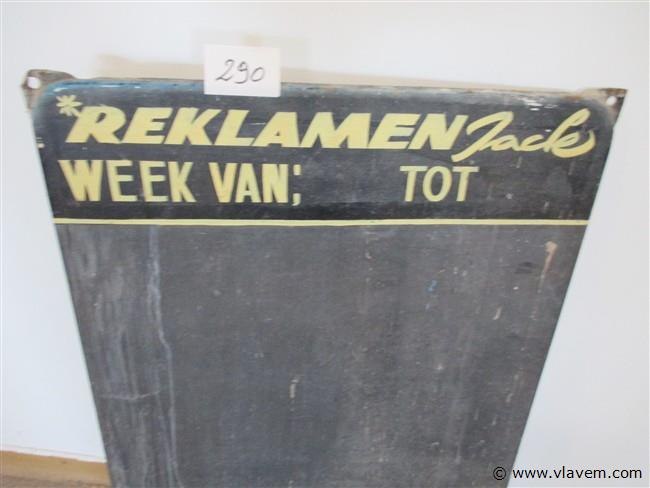 290
*REKLAMEN Jack
WEEK VAN; TOT
© www.vlavem.com